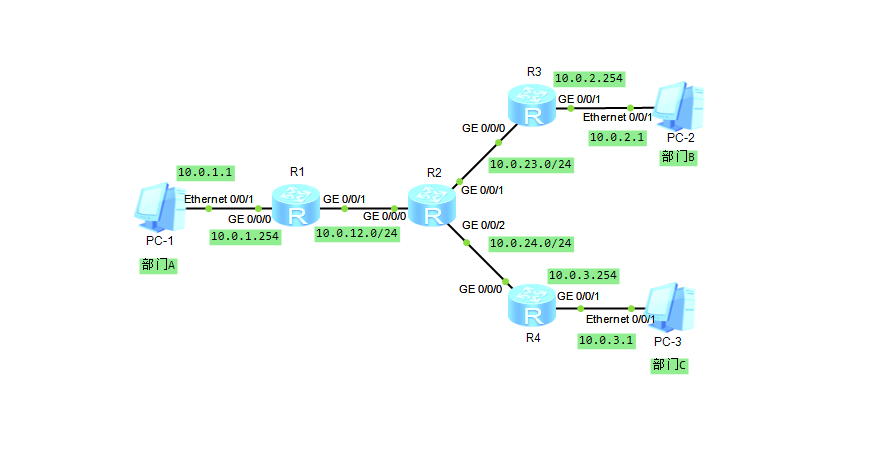 R3
10.0.2.254
GE 0/0/1
Ethernet 0/0/1
PC-2
GE 0/0/0
10.0.2.1
部门B
10.0.23.0/24
10.0.1.1
R1
R2
GE 0/0/1
Ethernet 0/0/1
GE 0/0/1
GE 0/0/0
GE 0/0/0
GE 0/0/2
10.0.1.254
10.0.12.0/24
PC-1
10.0.24.0/24
部门A
10.0.3.254
GE 0/0/0
GE 0/0/1
Ethernet 0/0/1
R4
10.0.3.1
PC-3
部门C
R
R
R
R